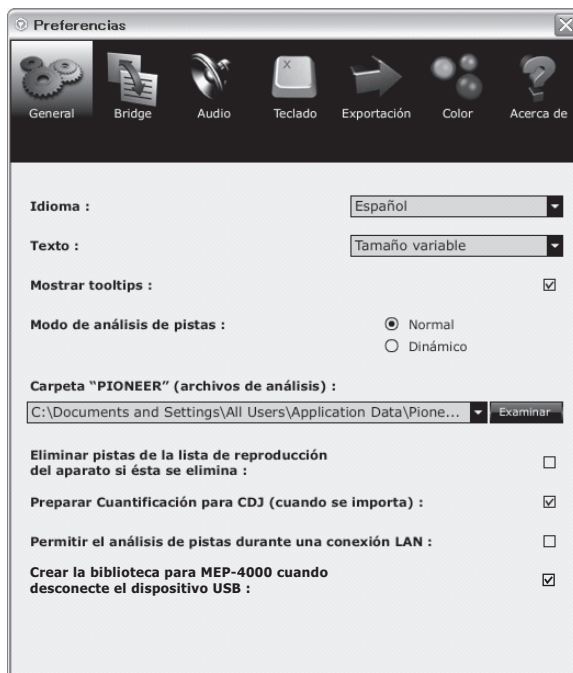 Preferencias
General Bridge Audio Teclado Exportación Color Acerca de
Idioma : Español
Texto : Tamaño variable
Mostrar tooltips :
Modo de análisis de pistas : Normal
Dinámico
Carpeta “PIONEER” (archivos de análisis) :
C:\Documents and Settings\All Users\Application Data\Pione... Examinar
Eliminar pistas de la lista de reproducción
del aparato si ésta se elimina :
Preparar Cuantificación para CDJ (cuando se importa) :
Permitir el análisis de pistas durante una conexión LAN :
Crear la biblioteca para MEP-4000 cuando
desconecte el dispositivo USB :